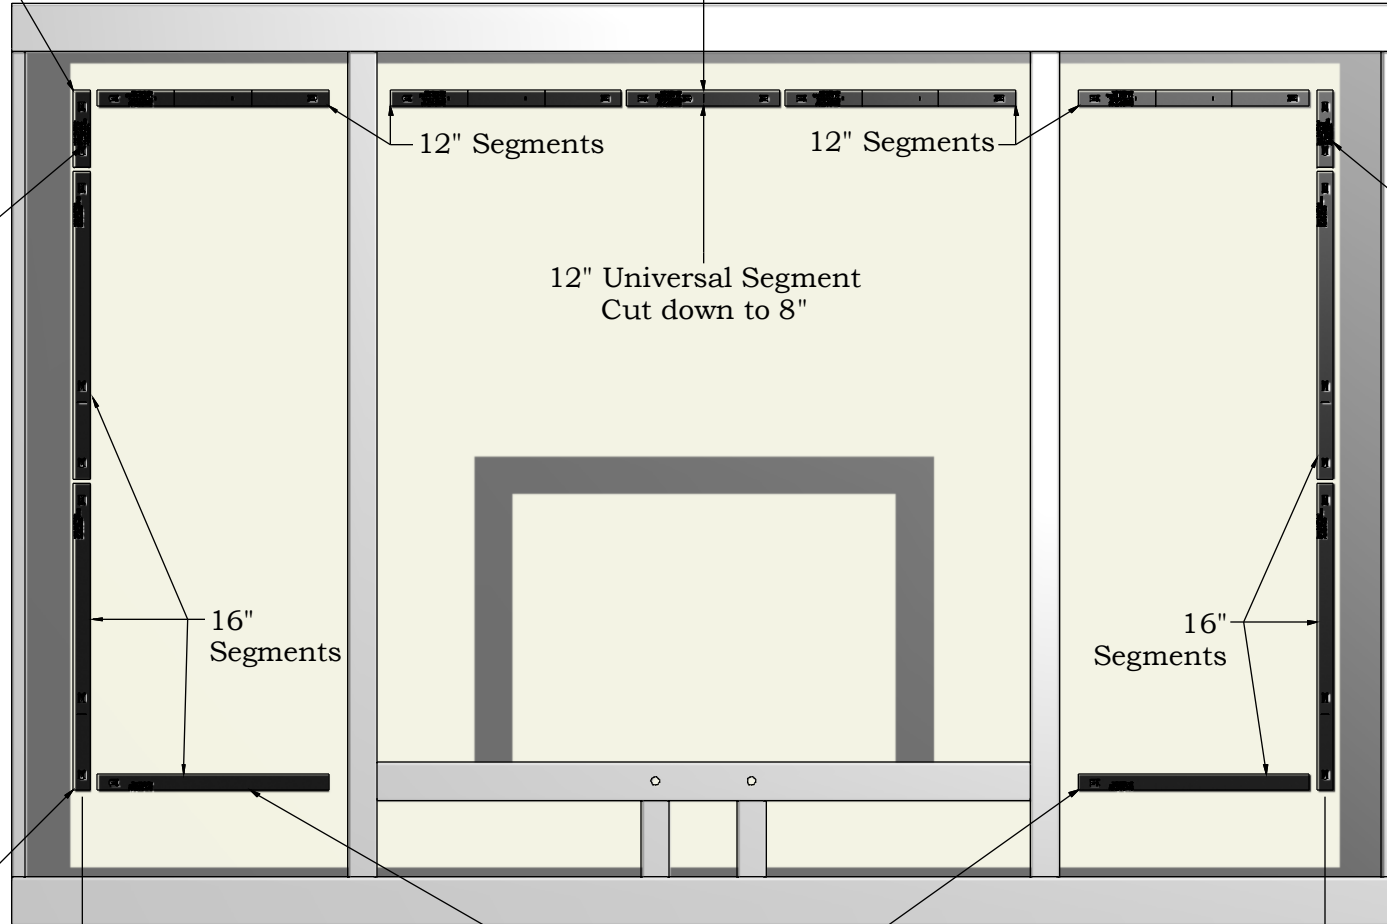 12" Segments
12" Segments
12" Universal Segment
Cut down to 8"
16"
Segments
16"
Segments